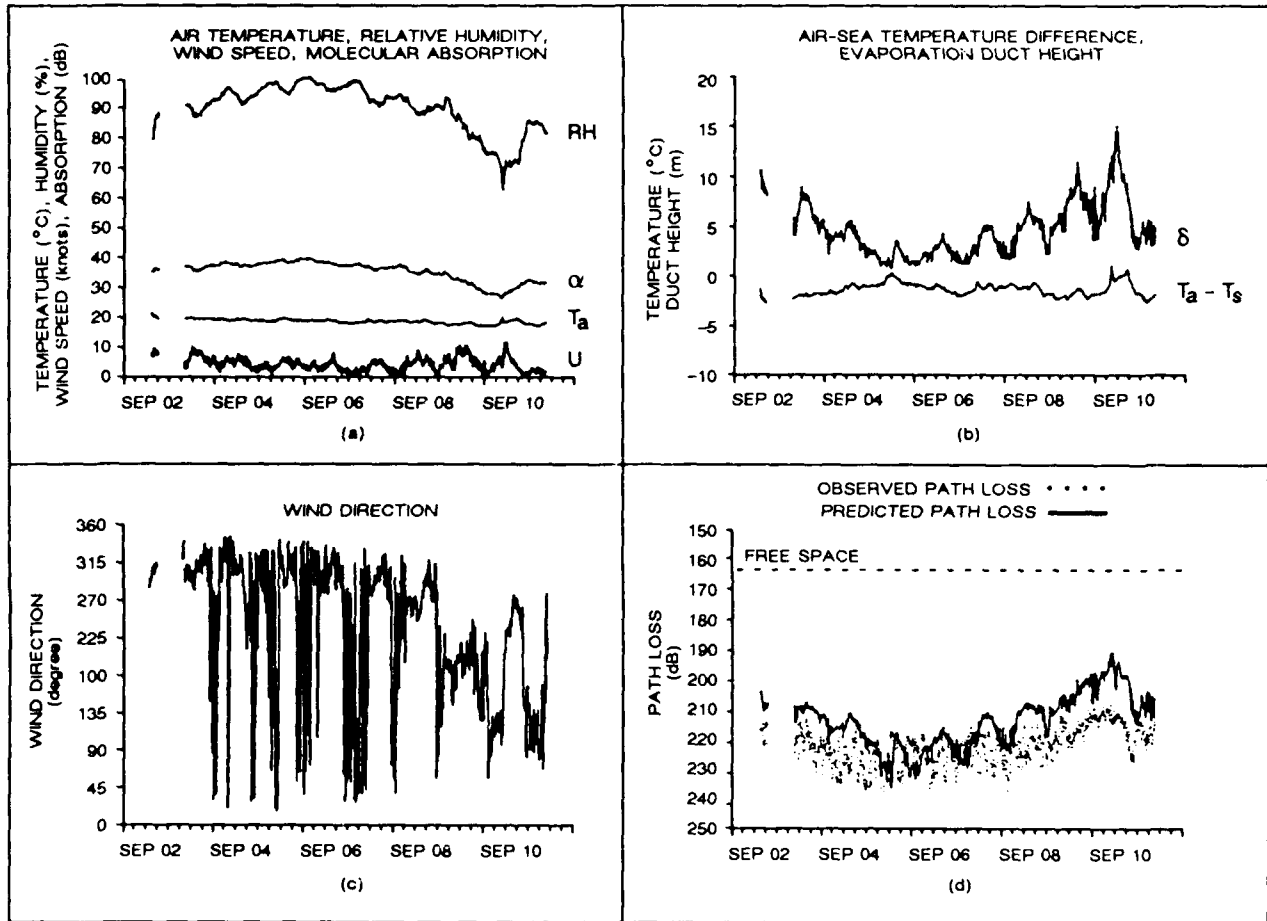 AIR TEMPERATURE, RELATIVE HUMIDITY,
WIND SPEED, MOLECULAR ABSORPTION
TEMPERATURE (°C), HUMIDITY (%),
WIND SPEED (knots), ABSORPTION (dB)
100
90
80
70
60
50
40
30
20
10
0
RH
α
Ta
U
SEP 02 SEP 04 SEP 06 SEP 08 SEP 10
(a)
AIR-SEA TEMPERATURE DIFFERENCE,
EVAPORATION DUCT HEIGHT
TEMPERATURE (°C)
DUCT HEIGHT (m)
20
15
10
5
0
-5
-10
δ
Ta - Ts
SEP 02 SEP 04 SEP 06 SEP 08 SEP 10
(b)
WIND DIRECTION
WIND DIRECTION
(degree)
360
315
270
225
100
135
90
45
0
SEP 02 SEP 04 SEP 06 SEP 08 SEP 10
(c)
OBSERVED PATH LOSS
PREDICTED PATH LOSS
FREE SPACE
PATH LOSS
(dB)
150
160
170
180
190
200
210
220
230
240
250
SEP 02 SEP 04 SEP 06 SEP 08 SEP 10
(d)